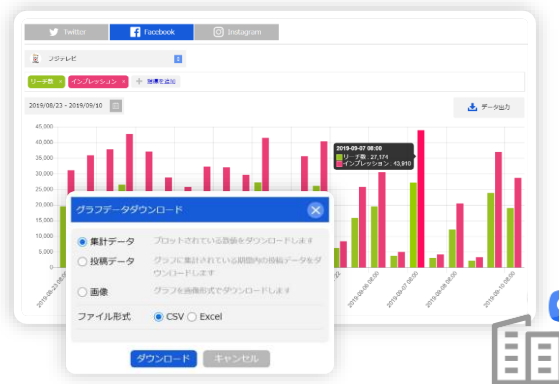 Twitter
Facebook
Instagram
フジテレビ
リーチ数 ×
インプレッション ×
+ 指標を追加
2019/08/23 - 2019/09/10
データ出力
45,000
40,000
35,000
30,000
25,000
20,000
15,000
10,000
5,000
0
2019-09-07 08:00
リーチ数 : 27,174
インプレッション : 43,910
グラフデータダウンロード
集計データ
プロットされている数値をダウンロードします
投稿データ
グラフに集計されている期間内の投稿データをダ
ウンロードします
画像
グラフを画像形式でダウンロードします
ファイル形式
CSV
Excel
ダウンロード
キャンセル